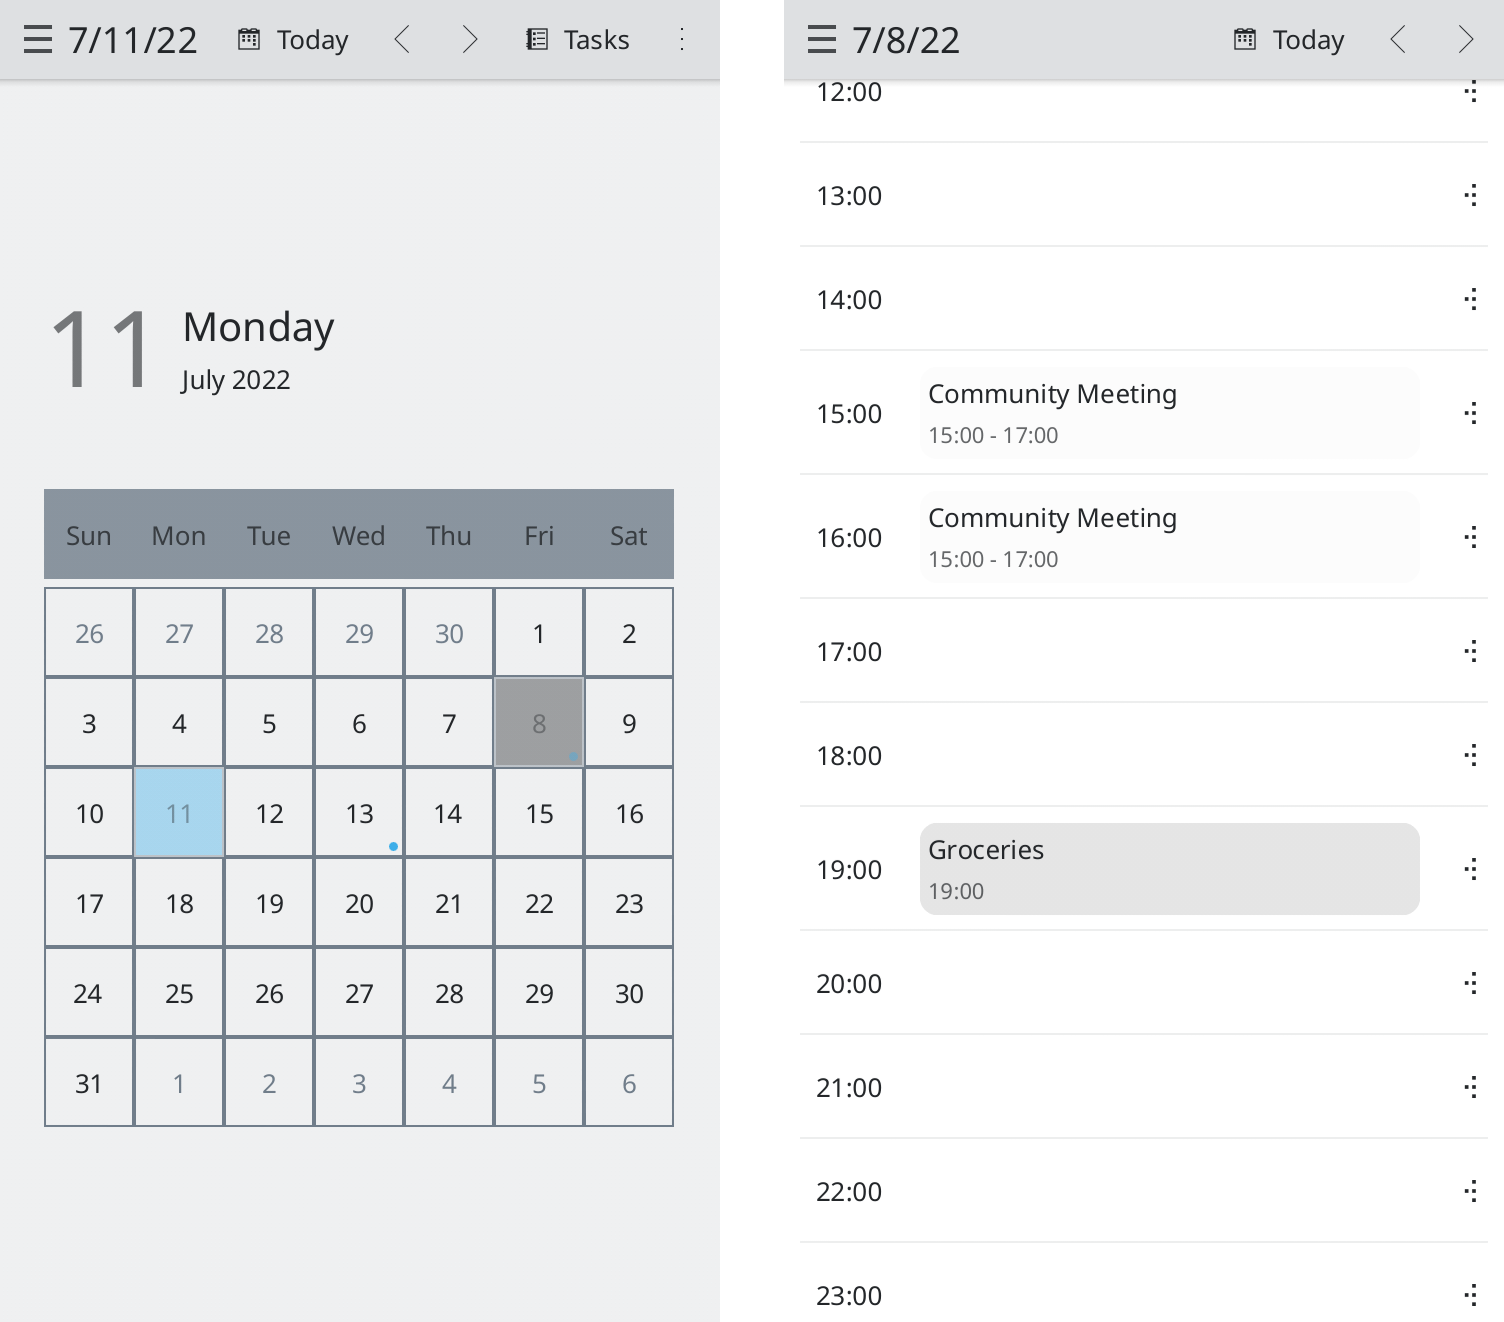 7/11/22 Today Tasks
11 Monday
July 2022
Sun Mon Tue Wed Thu Fri Sat
26 27 28 29 30 1 2
3 4 5 6 7 8 9
10 11 12 13 14 15 16
17 18 19 20 21 22 23
24 25 26 27 28 29 30
31 1 2 3 4 5 6
7/8/22 Today
12:00
13:00
14:00
15:00 Community Meeting
15:00 - 17:00
16:00 Community Meeting
15:00 - 17:00
17:00
18:00
19:00 Groceries
19:00
20:00
21:00
22:00
23:00